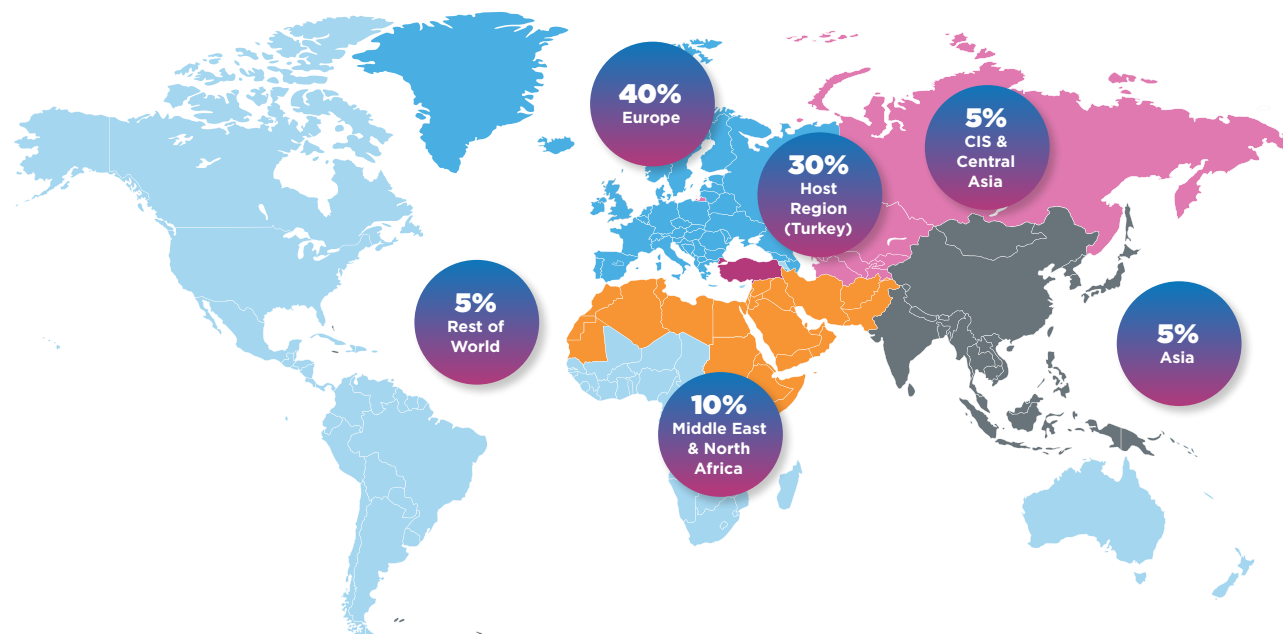 40%
Europe
30%
Host
Region
(Turkey)
5%
CIS &
Central
Asia
5%
Rest of
World
5%
Asia
10%
Middle East
& North
Africa